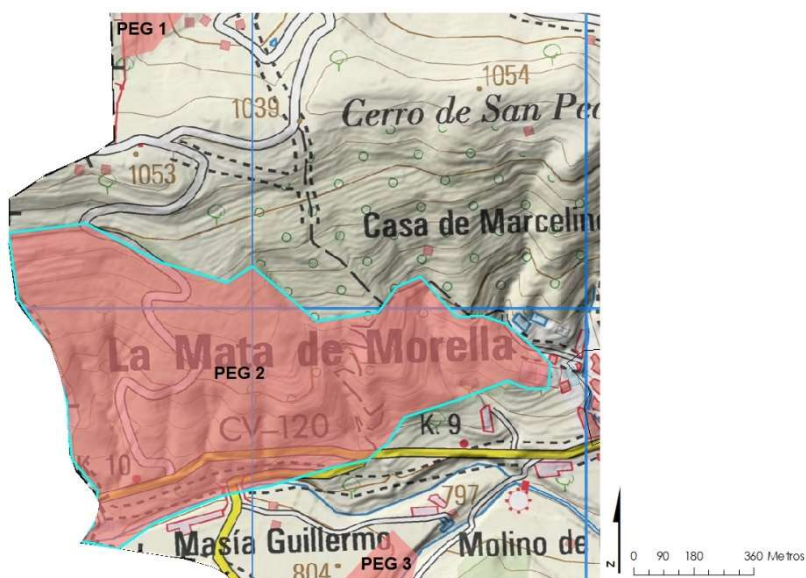 PEG 1
1054
1039
Cerro de San Pe
1053
Casa de Marcelin
La Mata de Morella
PEG 2
CV-120
K. 9
K. 10
797
Masía Guillermo
Molino de
804
PEG 3
N
0 90 180 360 Metros